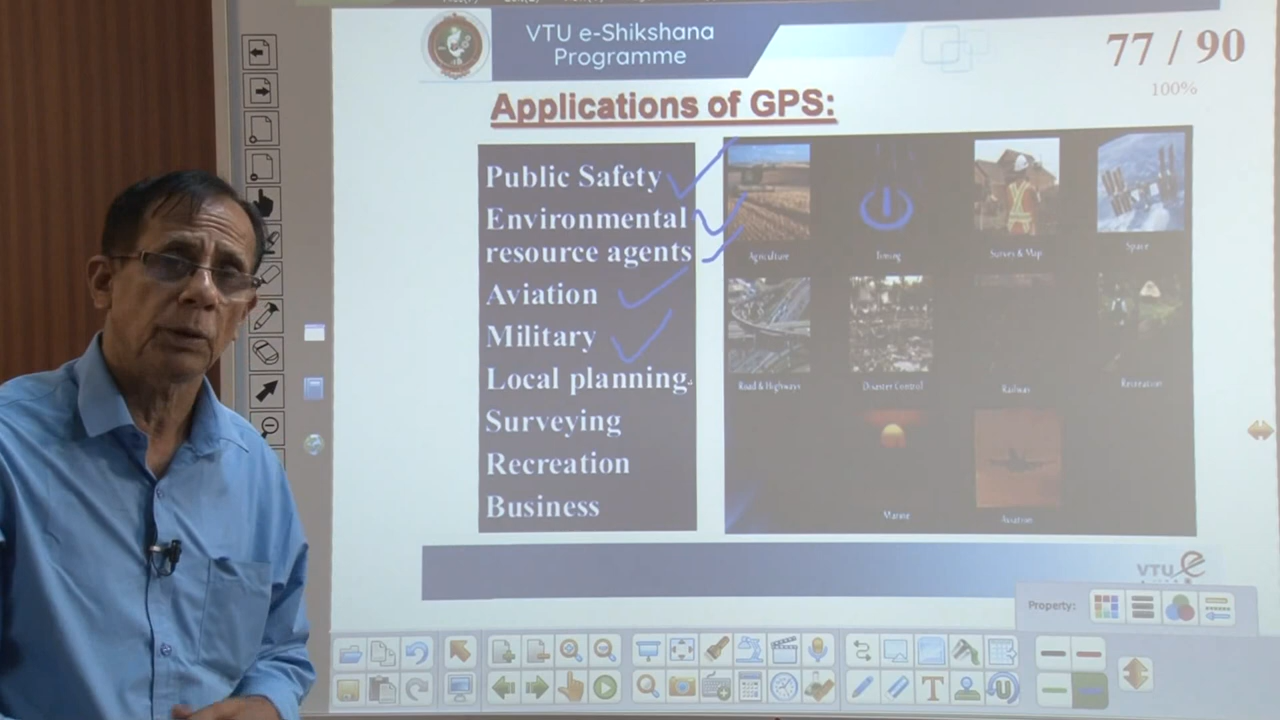 VTU e-Shikshana
Programme
77 / 90
100%
Applications of GPS:
Public Safety
Environmental
resource agents
Aviation
Military
Local planning.
Surveying
Recreation
Business
Agriculture
Timing
Survey & Map
Space
Road & Highways
Disaster Control
Railway
Recreation
Marine
Aviation
VTU e
Property:
T